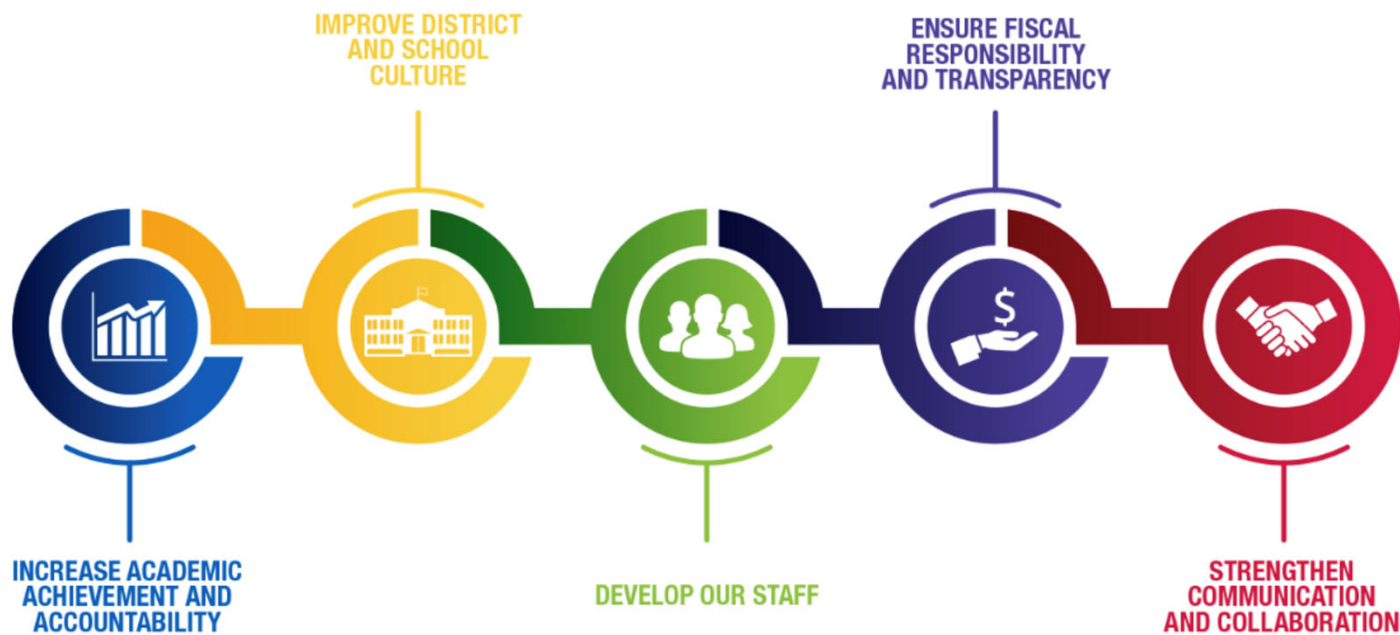 IMPROVE DISTRICT
AND SCHOOL
CULTURE
ENSURE FISCAL
RESPONSIBILITY
AND TRANSPARENCY
$
INCREASE ACADEMIC
ACHIEVEMENT AND
ACCOUNTABILITY
DEVELOP OUR STAFF
STRENGTHEN
COMMUNICATION
AND COLLABORATION